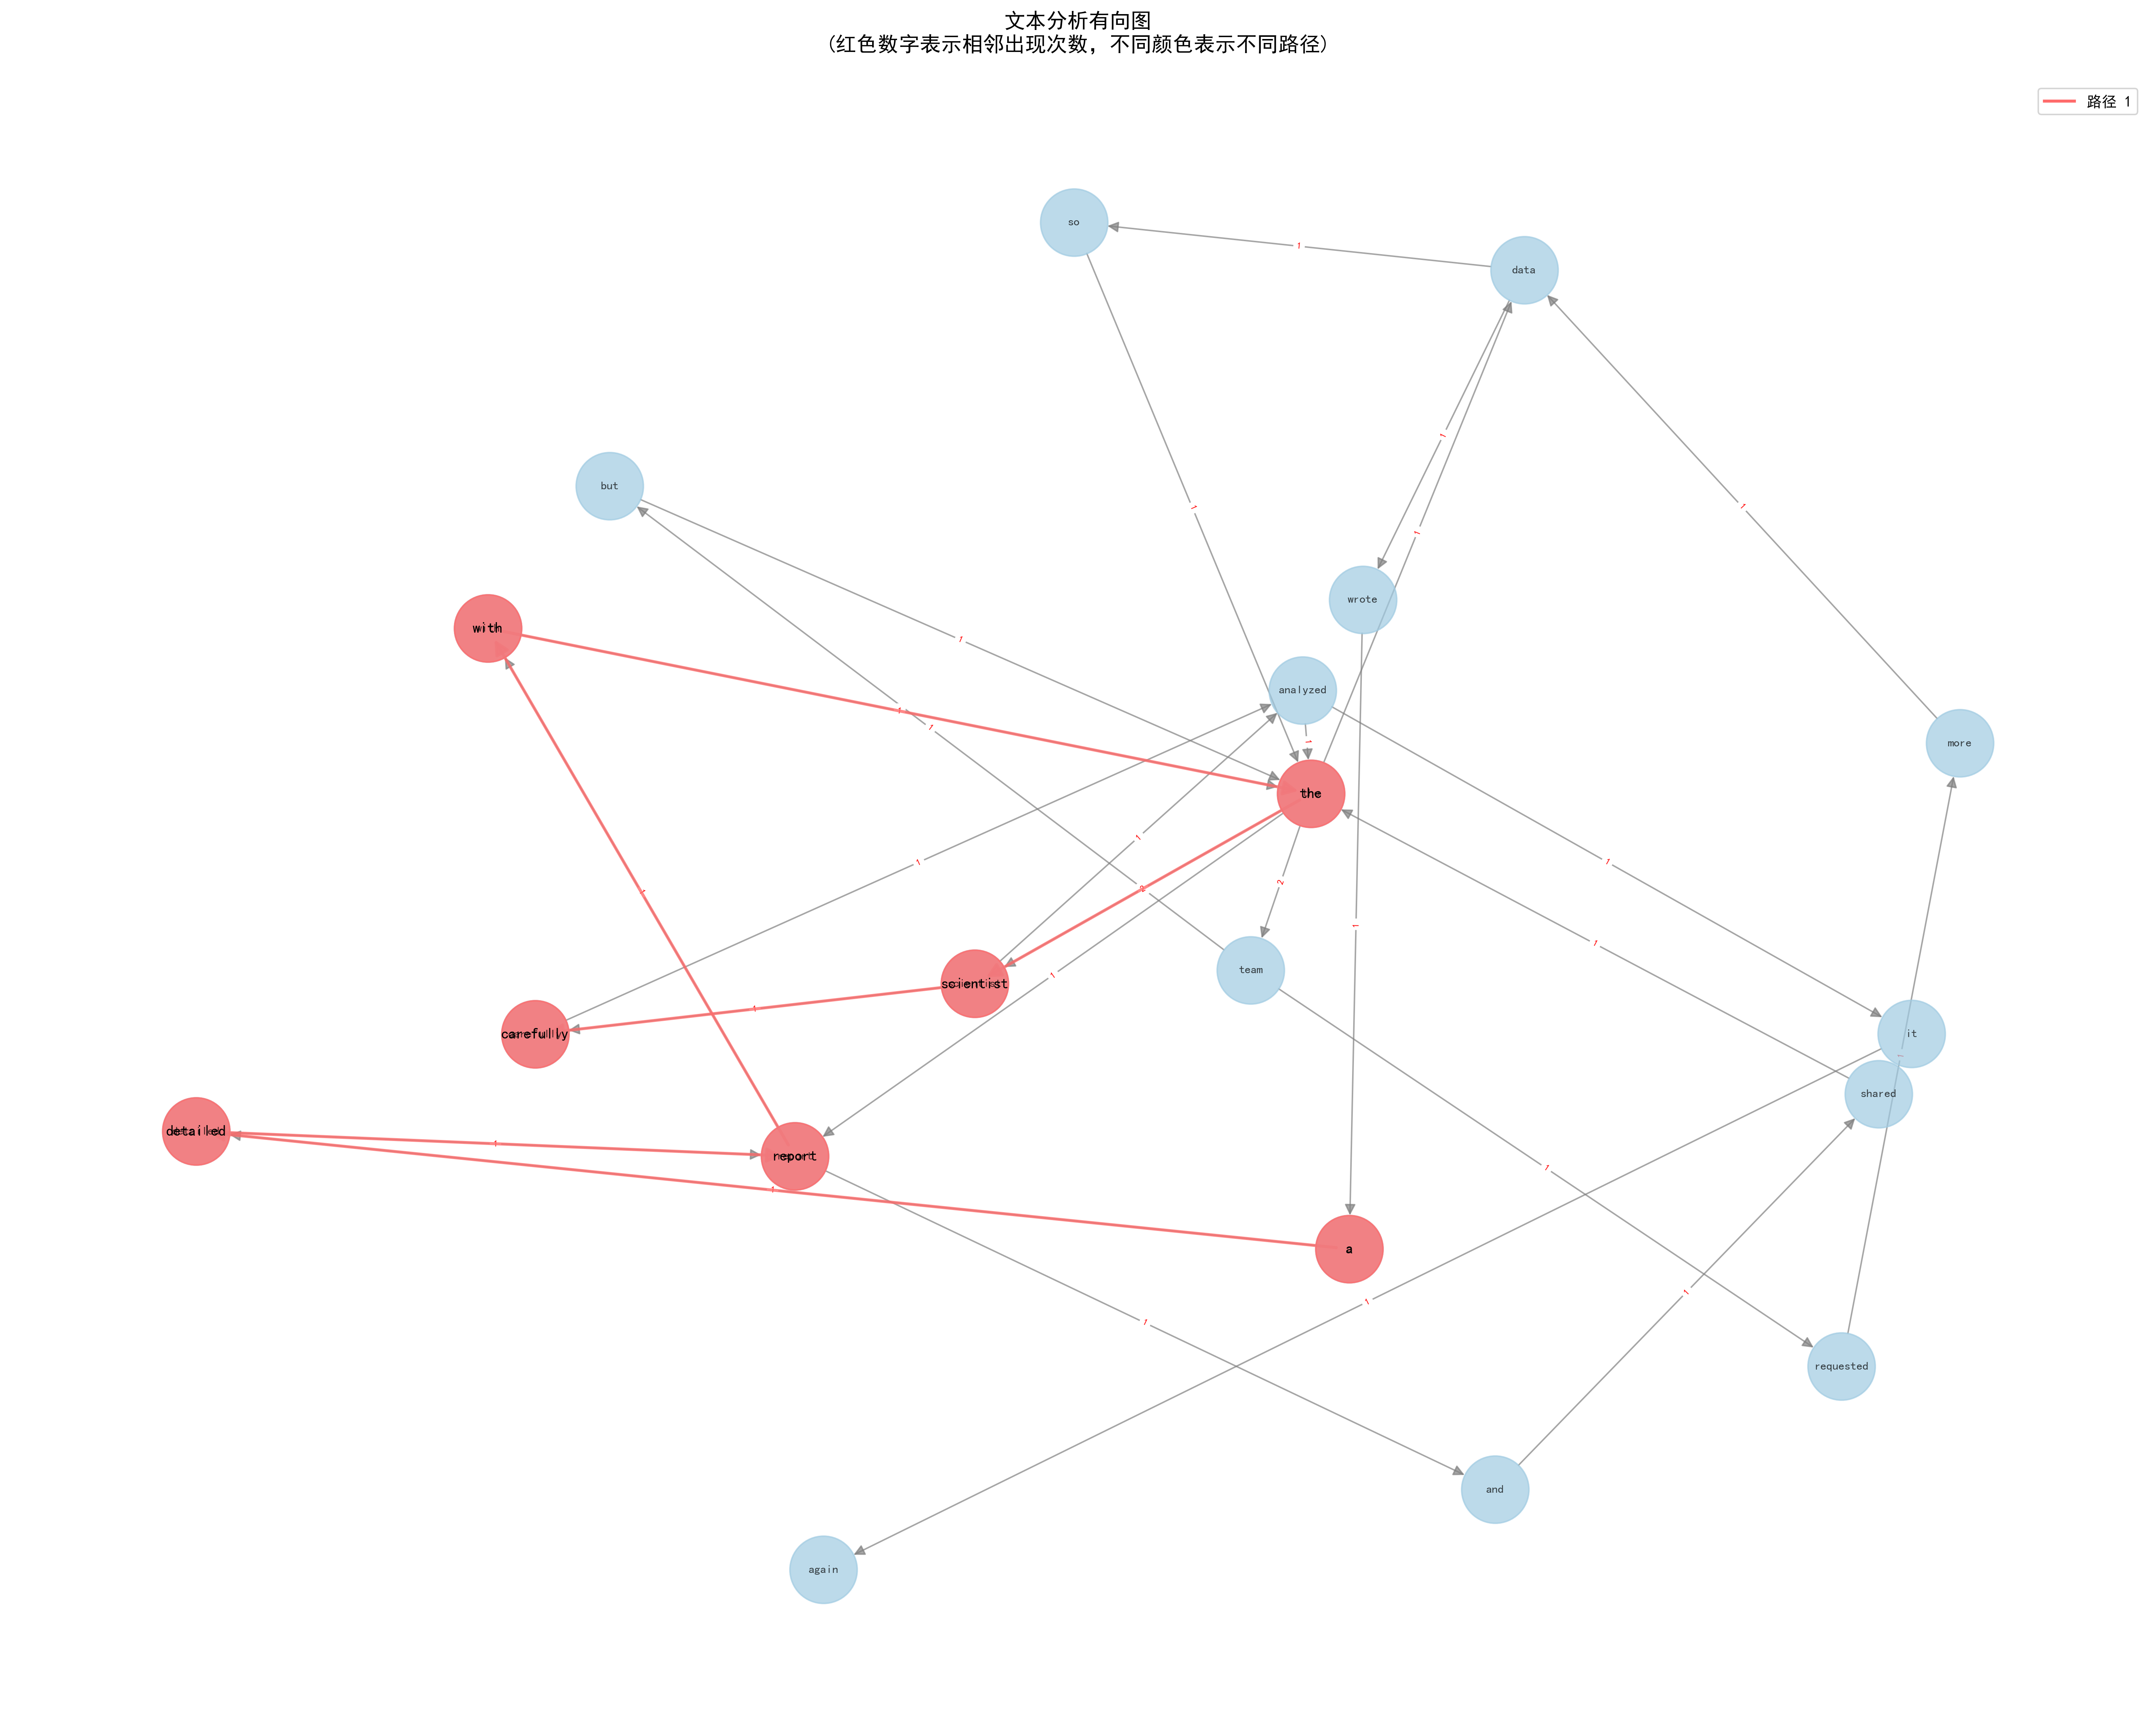 文本分析有向图
(红色数字表示相邻出现次数，不同颜色表示不同路径)
路径 1
so
data
1
1
but
1
1
1
wrote
with
1
analyzed
1
1
1
more
1
the
1
1
1
2
2
1
1
1
team
scientist
1
1
carefully
it
1
shared
detailed
1
report
1
1
a
1
1
1
requested
and
again